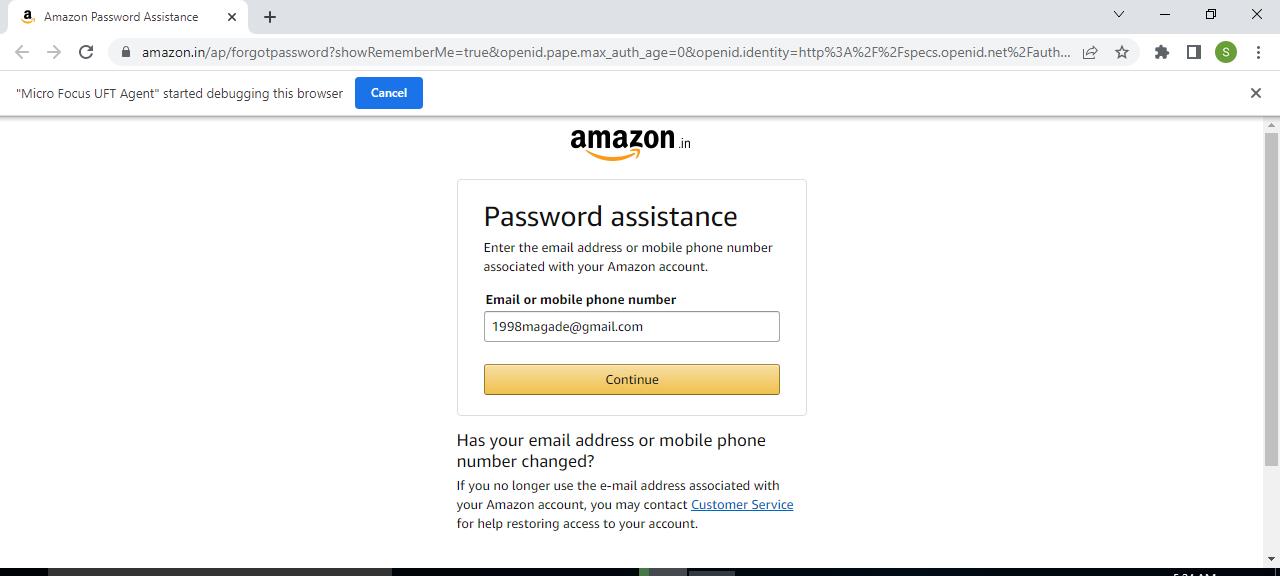 Amazon Password Assistance
amazon.in/ap/forgotpassword?showRememberMe=true&openid.pape.max_auth_age=0&openid.identity=http%3A%2F%2Fspecs.openid.net%2Fauth...
S
"Micro Focus UFT Agent" started debugging this browser
Cancel
amazon.in
Password assistance
Enter the email address or mobile phone number
associated with your Amazon account.
Email or mobile phone number
1998magade@gmail.com
Continue
Has your email address or mobile phone
number changed?
If you no longer use the e-mail address associated with
your Amazon account, you may contact Customer Service
for help restoring access to your account.